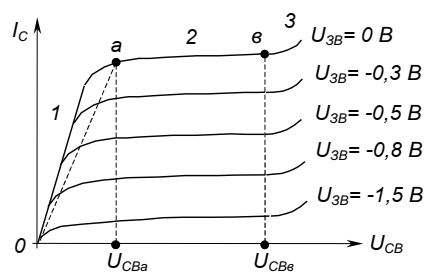 I_C
a
2
в
3
U_ЗВ= 0 В
U_ЗВ= -0,3 В
1
U_ЗВ= -0,5 В
U_ЗВ= -0,8 В
U_ЗВ= -1,5 В
0
U_СВа
U_СВв
U_СВ